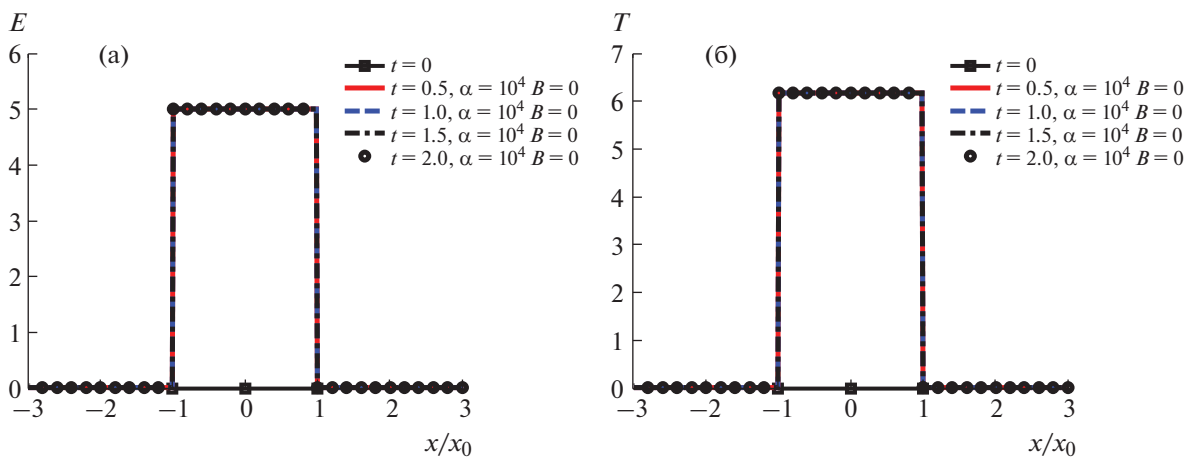 E
(а)
6
5
4
3
2
1
0
−3 −2 −1 0 1 2 3
x/x₀
t = 0
t = 0.5, α = 10⁴ B = 0
t = 1.0, α = 10⁴ B = 0
t = 1.5, α = 10⁴ B = 0
t = 2.0, α = 10⁴ B = 0
T
(б)
7
6
5
4
3
2
1
0
−3 −2 −1 0 1 2 3
x/x₀
t = 0
t = 0.5, α = 10⁴ B = 0
t = 1.0, α = 10⁴ B = 0
t = 1.5, α = 10⁴ B = 0
t = 2.0, α = 10⁴ B = 0